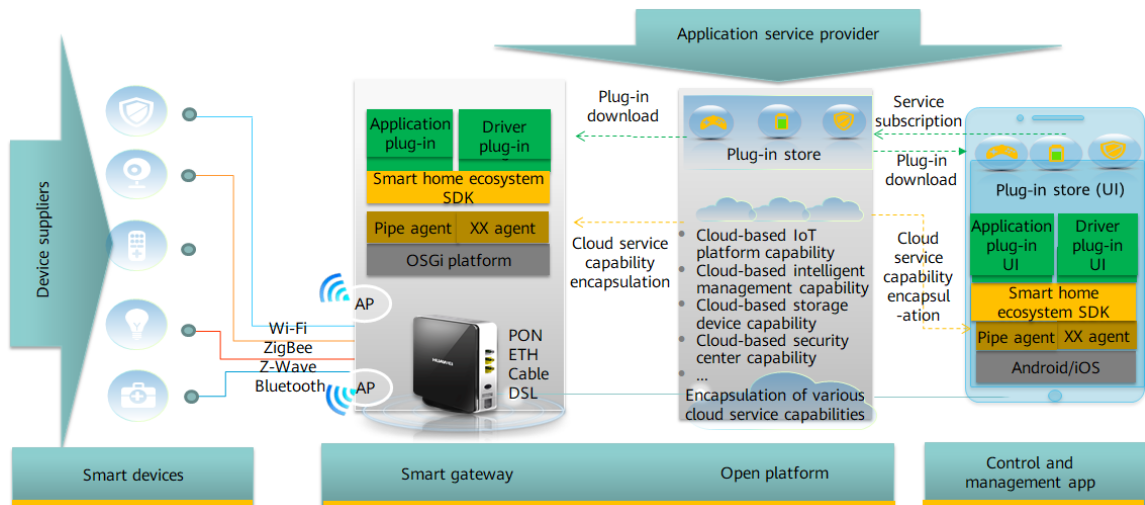 Application service provider
Device suppliers
Application
plug-in
Driver
plug-in
Smart home ecosystem
SDK
Pipe agent
XX agent
OSGi platform
AP
AP
Wi-Fi
ZigBee
Z-Wave
Bluetooth
PON
ETH
Cable
DSL
Plug-in
download
Cloud service
capability
encapsulation
Plug-in store
• Cloud-based IoT
platform capability
• Cloud-based intelligent
management capability
• Cloud-based storage
device capability
• Cloud-based security
center capability
• ...
Encapsulation of various
cloud service capabilities
Service
subscription
Plug-in
download
Cloud
service
capability
encapsul
-ation
Plug-in store (UI)
Application
plug-in
UI
Driver
plug-in
UI
Smart home
ecosystem SDK
Pipe agent
XX agent
Android/iOS
Smart devices
Smart gateway
Open platform
Control and
management app